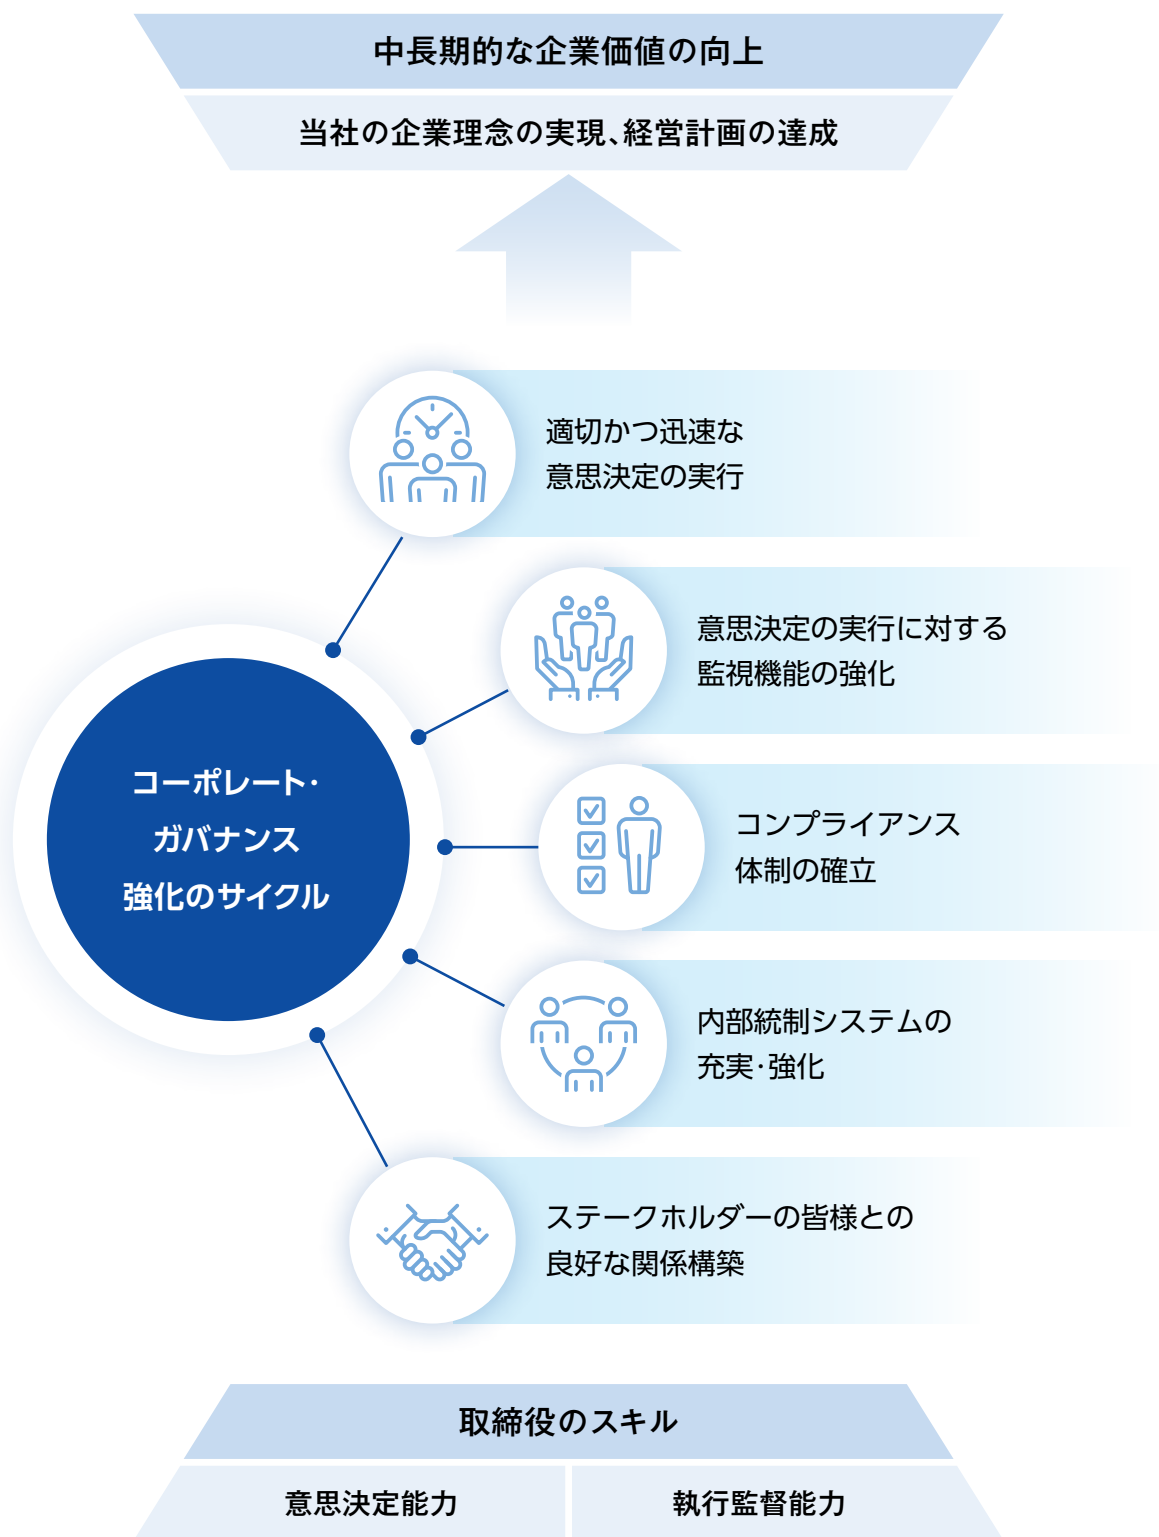 中長期的な企業価値の向上
当社の企業理念の実現、経営計画の達成
適切かつ迅速な
意思決定の実行
意思決定の実行に対する
監視機能の強化
コーポレート・
ガバナンス
強化のサイクル
コンプライアンス
体制の確立
内部統制システムの
充実・強化
ステークホルダーの皆様との
良好な関係構築
取締役のスキル
意思決定能力
執行監督能力